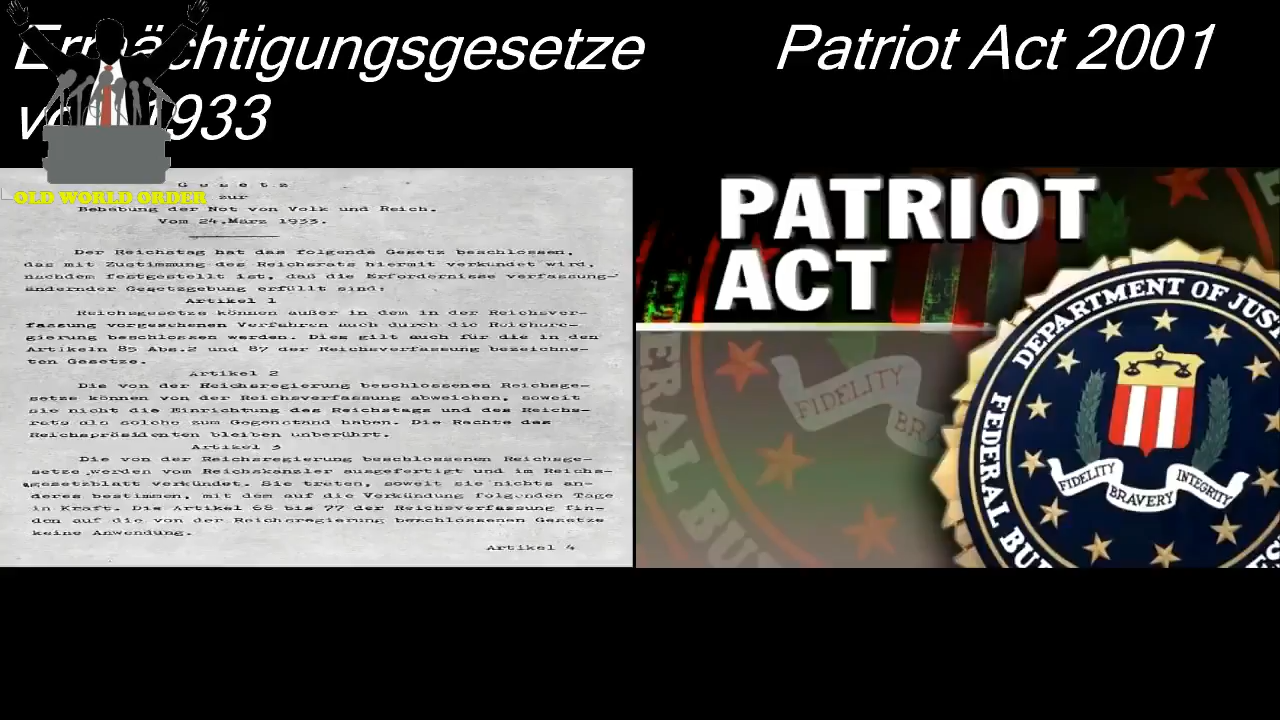 Ermächtigungsgesetze
von 1933
Patriot Act 2001
OLD WORLD ORDER
Gesetz
zur
Behebung der Not von Volk und Reich.
Vom 24. März 1933.
Der Reichstag hat das folgende Gesetz beschlossen,
das mit Zustimmung des Reichsrats hiermit verkündet wird,
nachdem festgestellt ist, daß die Erfordernisse verfassung-
ändernder Gesetzgebung erfüllt sind:
Artikel 1
Reichsgesetze können außer in dem in der Reichsver-
fassung vorgesehenen Verfahren auch durch die Reichsre-
gierung beschlossen werden. Dies gilt auch für die in den
Artikeln 85 Abs.2 und 87 der Reichsverfassung bezeichne-
ten Gesetze.
Artikel 2
Die von der Reichsregierung beschlossenen Reichsge-
setze können von der Reichsverfassung abweichen, soweit
sie nicht die Einrichtung des Reichstags und des Reichs-
rats als solche zum Gegenstand haben. Die Rechte des
Reichspräsidenten bleiben unberührt.
Artikel 3
Die von der Reichsregierung beschlossenen Reichsge-
setze werden vom Reichskanzler ausgefertigt und im Reichs-
gesetzblatt verkündet. Sie treten, soweit sie nichts an-
deres bestimmen, mit dem auf die Verkündung folgenden Tage
in Kraft. Die Artikel 68 bis 77 der Reichsverfassung fin-
den auf die von der Reichsregierung beschlossenen Gesetze
keine Anwendung.
Artikel 4
PATRIOT
ACT
DEPARTMENT OF JUS
FEDERAL BU
FIDELITY
BRAVERY
INTEGRITY
ERAL BU
FIDELITY
BRA